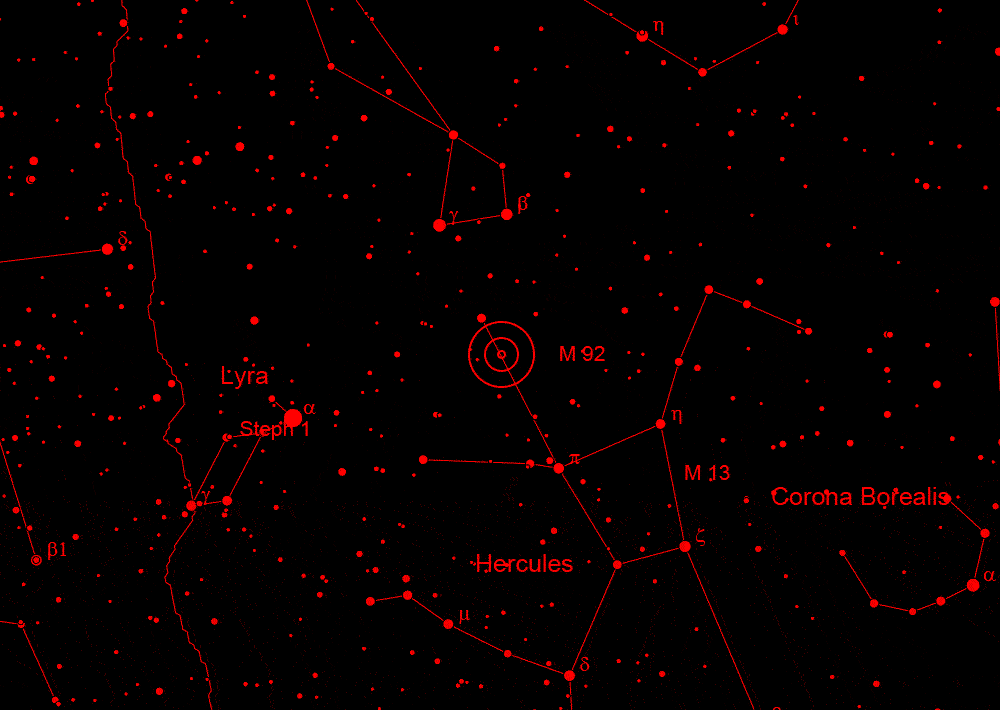 η
ι
γ
β
δ
M 92
Lyra
α
η
Steph 1
π
M 13
γ
Corona Borealis
ζ
β1
Hercules
α
μ
δ